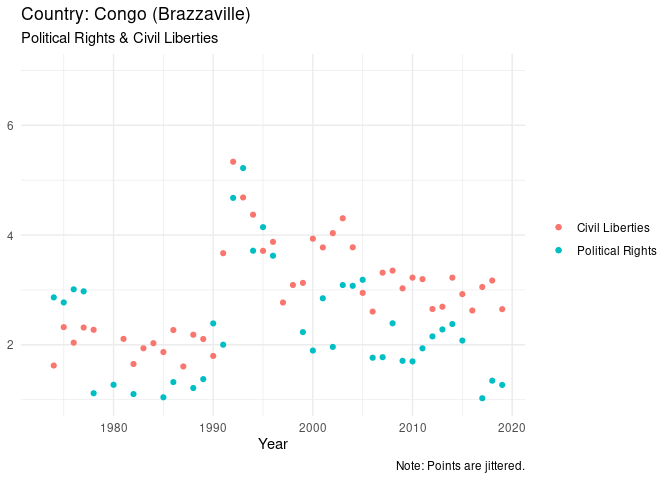 Country: Congo (Brazzaville)
Political Rights & Civil Liberties
6
4
2
1980 1990 2000 2010 2020
Year
Civil Liberties
Political Rights
Note: Points are jittered.